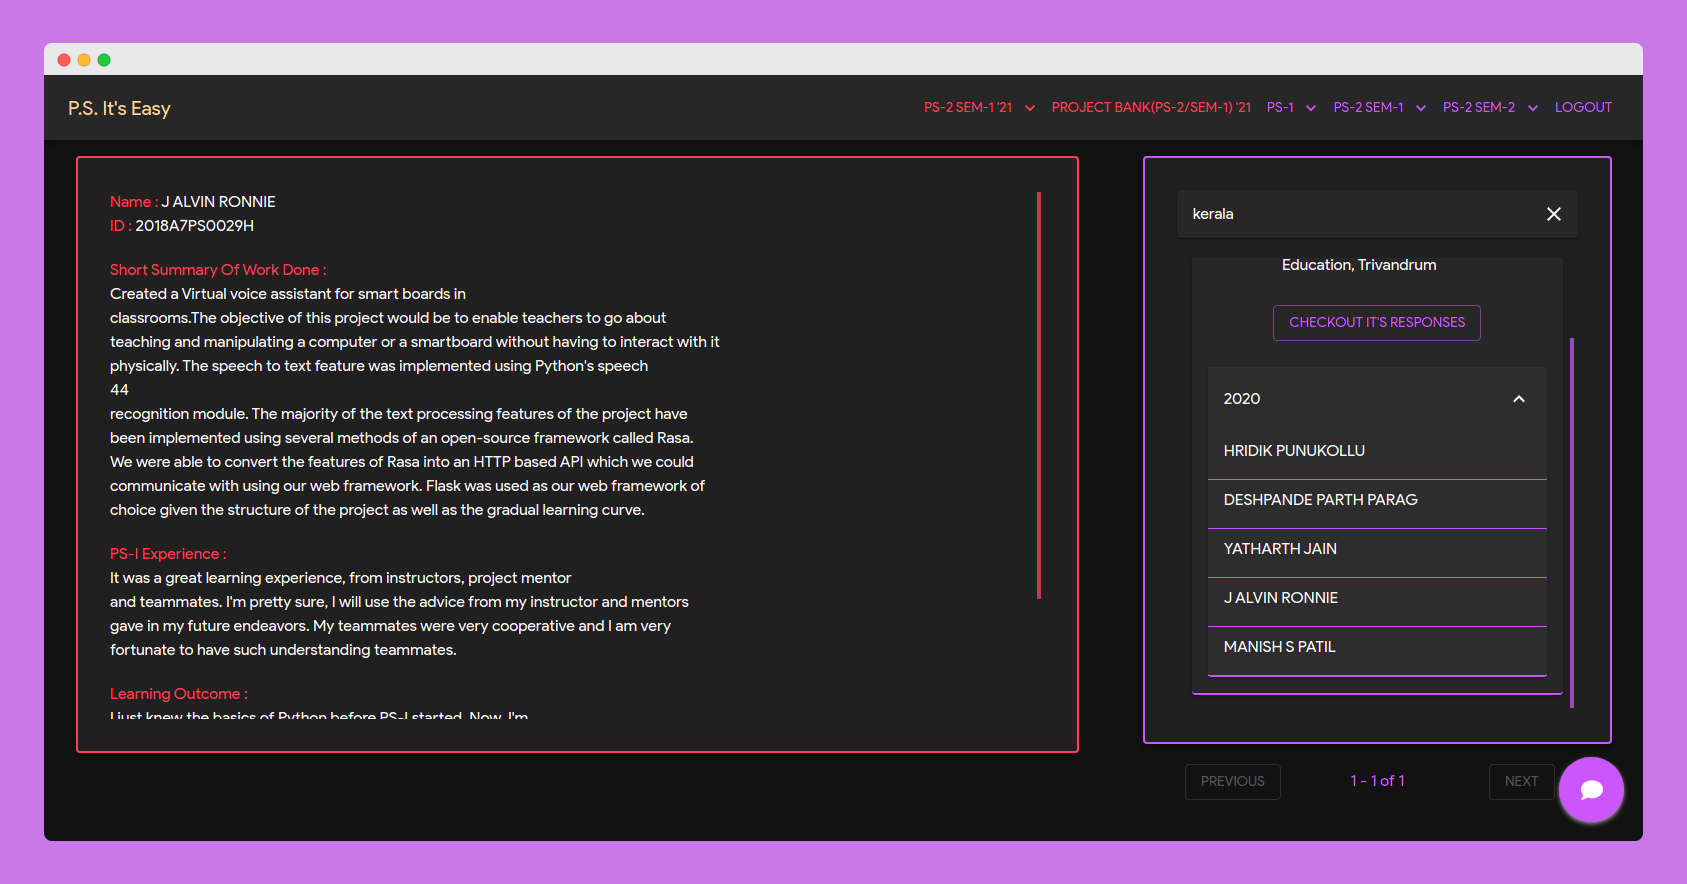 P.S. It's Easy
PS-2 SEM-1 '21
PROJECT BANK(PS-2/SEM-1) '21
PS-1
PS-2 SEM-1
PS-2 SEM-2
LOGOUT
Name : J ALVIN RONNIE
ID : 2018A7PS0029H
Short Summary Of Work Done :
Created a Virtual voice assistant for smart boards in
classrooms.The objective of this project would be to enable teachers to go about
teaching and manipulating a computer or a smartboard without having to interact with it
physically. The speech to text feature was implemented using Python's speech
44
recognition module. The majority of the text processing features of the project have
been implemented using several methods of an open-source framework called Rasa.
We were able to convert the features of Rasa into an HTTP based API which we could
communicate with using our web framework. Flask was used as our web framework of
choice given the structure of the project as well as the gradual learning curve.
PS-I Experience :
It was a great learning experience, from instructors, project mentor
and teammates. I'm pretty sure, I will use the advice from my instructor and mentors
gave in my future endeavors. My teammates were very cooperative and I am very
fortunate to have such understanding teammates.
Learning Outcome :
I just knew the basics of Python before PS-I started. Now, I'm
kerala
Education, Trivandrum
CHECKOUT IT'S RESPONSES
2020
HRIDIK PUNUKOLLU
DESHPANDE PARTH PARAG
YATHARTH JAIN
J ALVIN RONNIE
MANISH S PATIL
PREVIOUS
1 - 1 of 1
NEXT